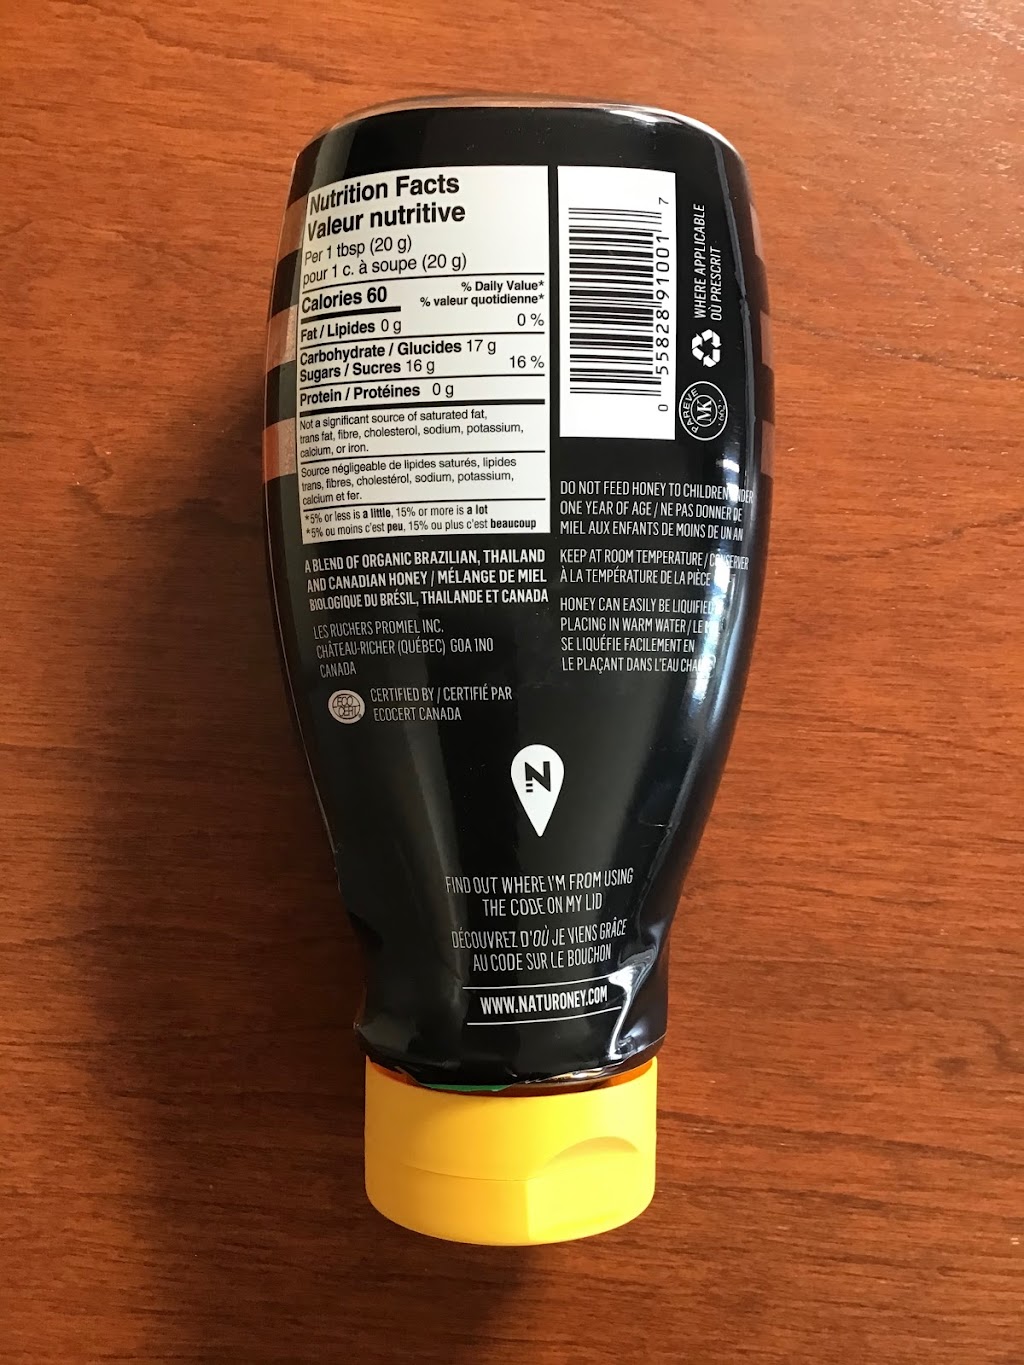 Nutrition Facts
Valeur nutritive
Per 1 tbsp (20 g)
pour 1 c. à soupe (20 g)
Calories 60
% Daily Value*
% valeur quotidienne*
Fat / Lipides 0 g 0 %
Carbohydrate / Glucides 17 g
Sugars / Sucres 16 g 16 %
Protein / Protéines 0 g
Not a significant source of saturated fat,
trans fat, fibre, cholesterol, sodium, potassium,
calcium, or iron.
Source négligeable de lipides saturés, lipides
trans, fibres, cholestérol, sodium, potassium,
calcium et fer.
*5% or less is a little, 15% or more is a lot
*5% ou moins c'est peu, 15% ou plus c'est beaucoup
A BLEND OF ORGANIC BRAZILIAN, THAILAND
AND CANADIAN HONEY / MÉLANGE DE MIEL
BIOLOGIQUE DU BRÉSIL, THAILANDE ET CANADA
LES RUCHERS PROMIEL INC.
CHÂTEAU-RICHER (QUÉBEC) G0A 1N0
CANADA
ECO
CERT
CERTIFIED BY / CERTIFIÉ PAR
ECOCERT CANADA
0 55828 91001 7
WHERE APPLICABLE
OÙ PRESCRIT
PAREVE
MK
DO NOT FEED HONEY TO CHILDREN UNDER
ONE YEAR OF AGE / NE PAS DONNER DE
MIEL AUX ENFANTS DE MOINS DE UN AN
KEEP AT ROOM TEMPERATURE / CONSERVER
À LA TEMPÉRATURE DE LA PIÈCE
HONEY CAN EASILY BE LIQUIFIED
PLACING IN WARM WATER / LE
SE LIQUÉFIE FACILEMENT EN
LE PLAÇANT DANS L'EAU
N
FIND OUT WHERE I'M FROM USING
THE CODE ON MY LID
DÉCOUVREZ D'OÙ JE VIENS GRÂCE
AU CODE SUR LE BOUCHON
WWW.NATURONEY.COM